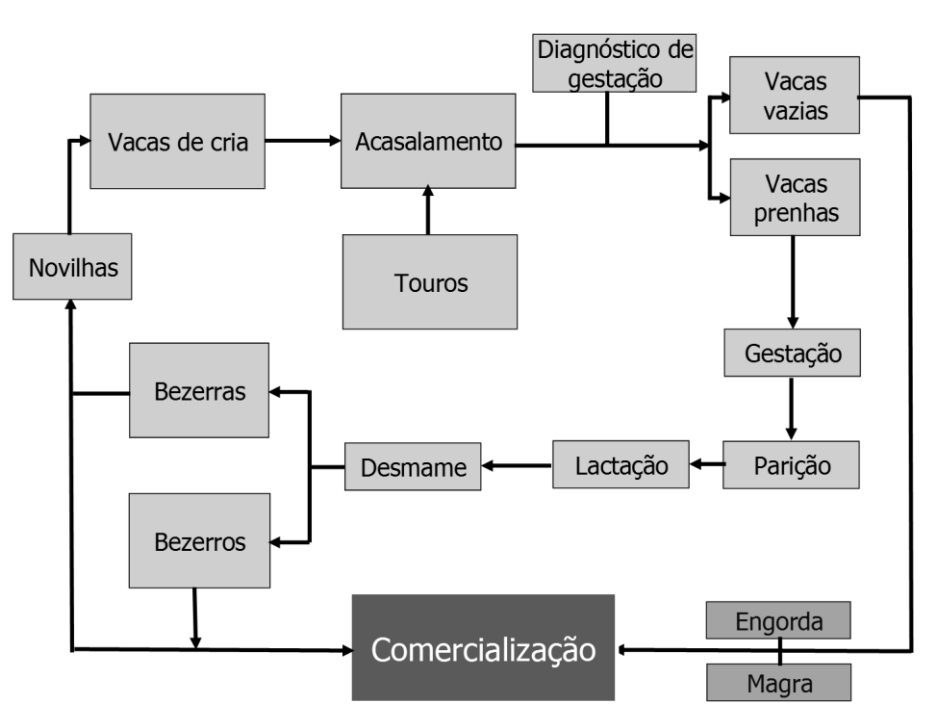 Diagnóstico de
gestação
Vacas
vazias
Vacas de cria
Acasalamento
Vacas
prenhas
Novilhas
Touros
Gestação
Bezerras
Desmame
Lactação
Parição
Bezerros
Engorda
Comercialização
Magra